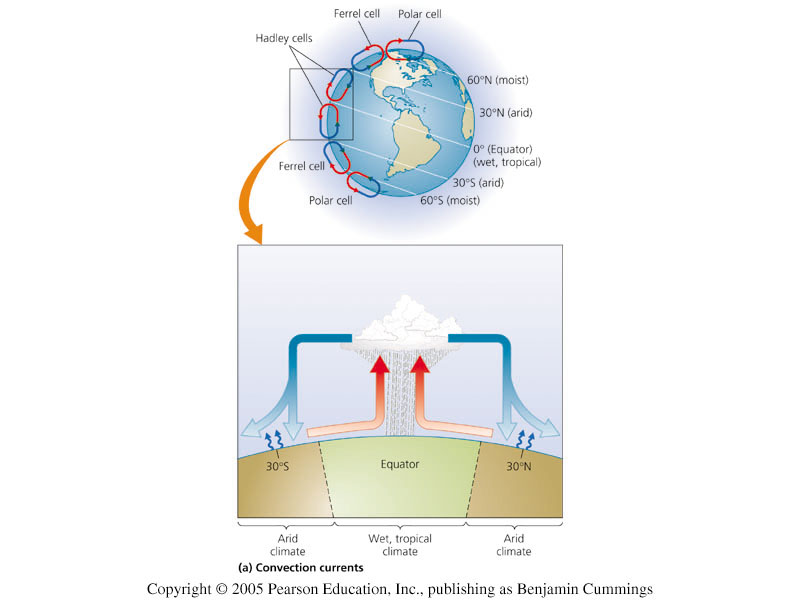 Ferrel cell
Polar cell
Hadley cells
60°N (moist)
30°N (arid)
0° (Equator)
(wet, tropical)
Ferrel cell
30°S (arid)
Polar cell
60°S (moist)
30°S
Equator
30°N
Arid
climate
Wet, tropical
climate
Arid
climate
(a) Convection currents
Copyright © 2005 Pearson Education, Inc., publishing as Benjamin Cummings